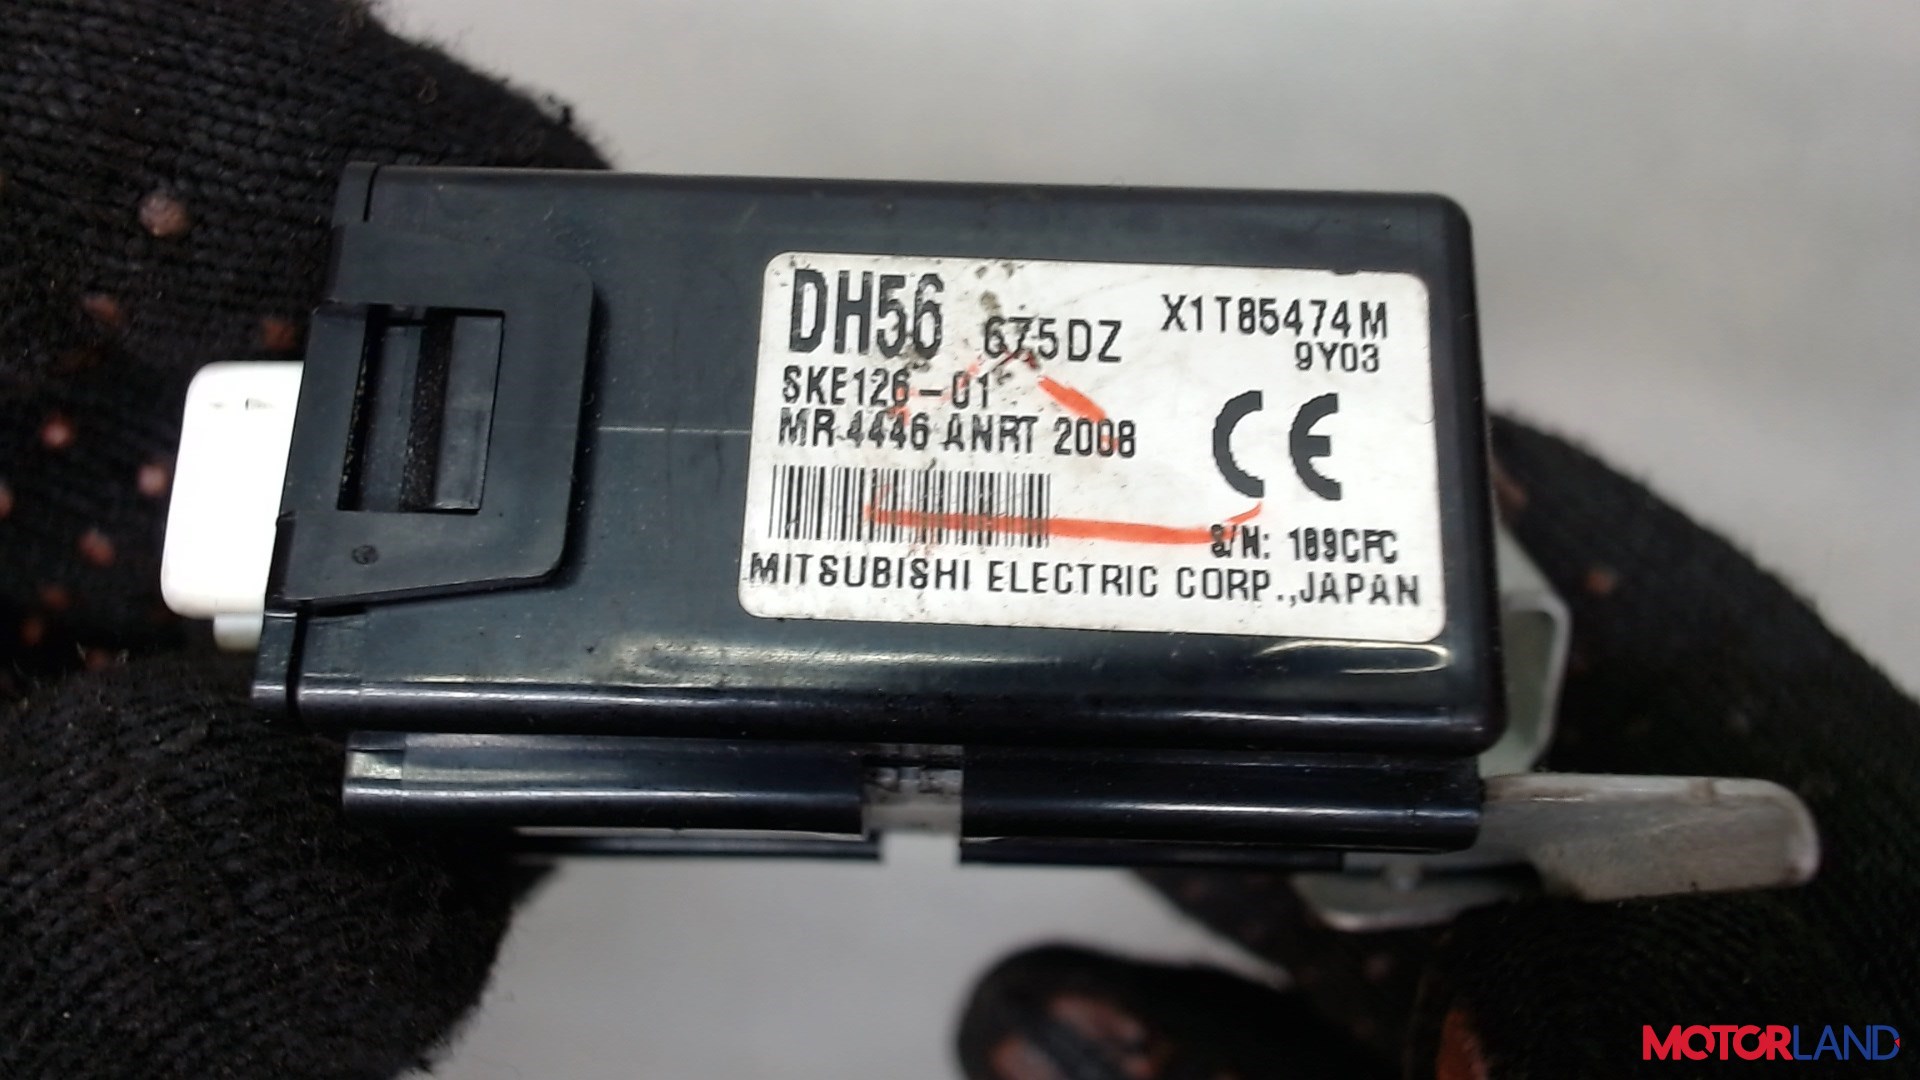 DH56 675DZ X1T85474M
9Y03
SKE126-01
MR 4446 ANRT 2008
CE
S/N: 189CFC
MITSUBISHI ELECTRIC CORP.,JAPAN
MOTORLAND